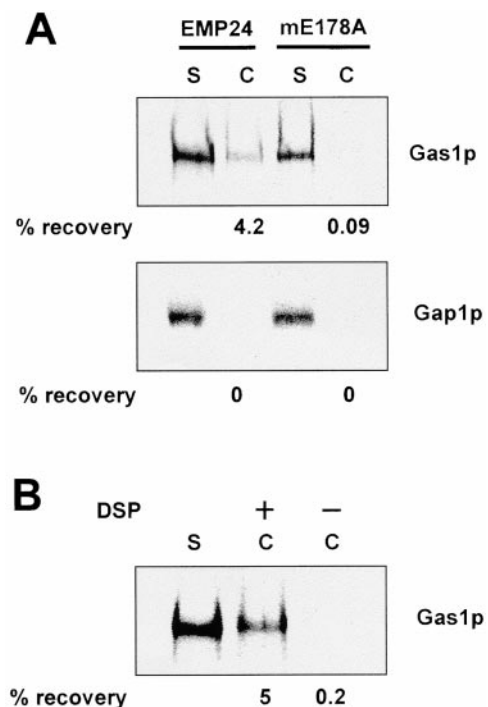 A
EMP24 mE178A
S C S C
Gas1p
% recovery 4.2 0.09
Gap1p
% recovery 0 0
B
DSP + −
S C C
Gas1p
% recovery 5 0.2